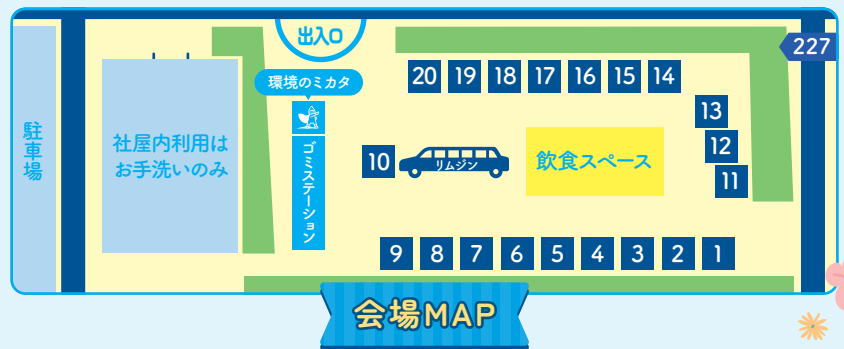 出入口
227
環境のミカタ
20 19 18 17 16 15 14
13
12
11
駐車場
社屋内利用は
お手洗いのみ
ゴミステーション
10
リムジン
飲食スペース
9 8 7 6 5 4 3 2 1
会場MAP